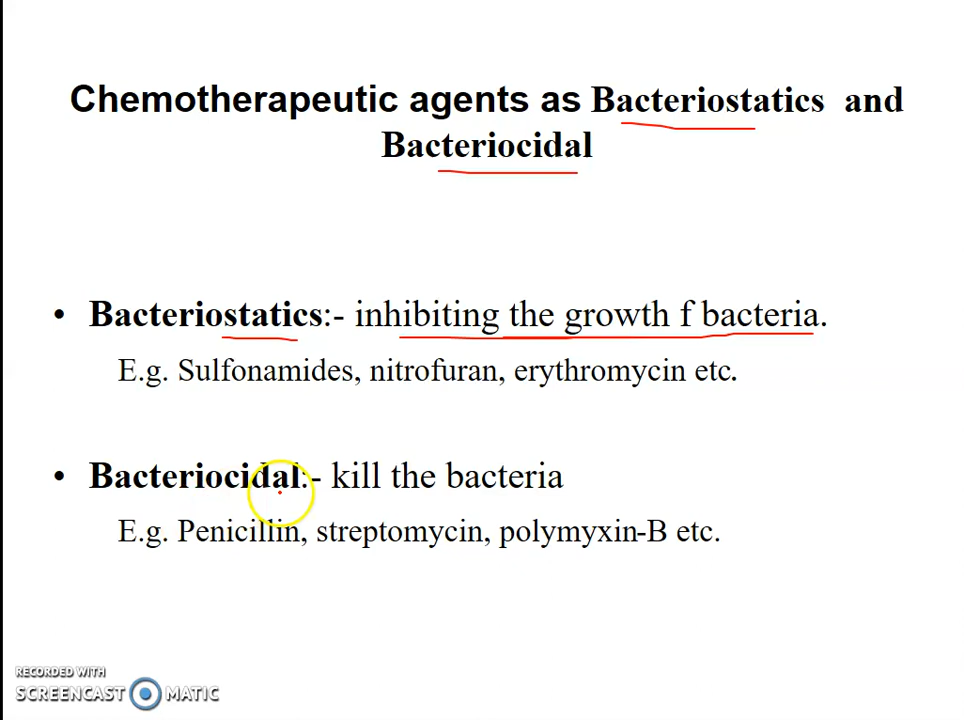 Chemotherapeutic agents as Bacteriostatics and
Bacteriocidal
• Bacteriostatics:- inhibiting the growth f bacteria.
E.g. Sulfonamides, nitrofuran, erythromycin etc.
• Bacteriocidal:- kill the bacteria
E.g. Penicillin, streptomycin, polymyxin-B etc.
RECORDED WITH
SCREENCAST MATIC